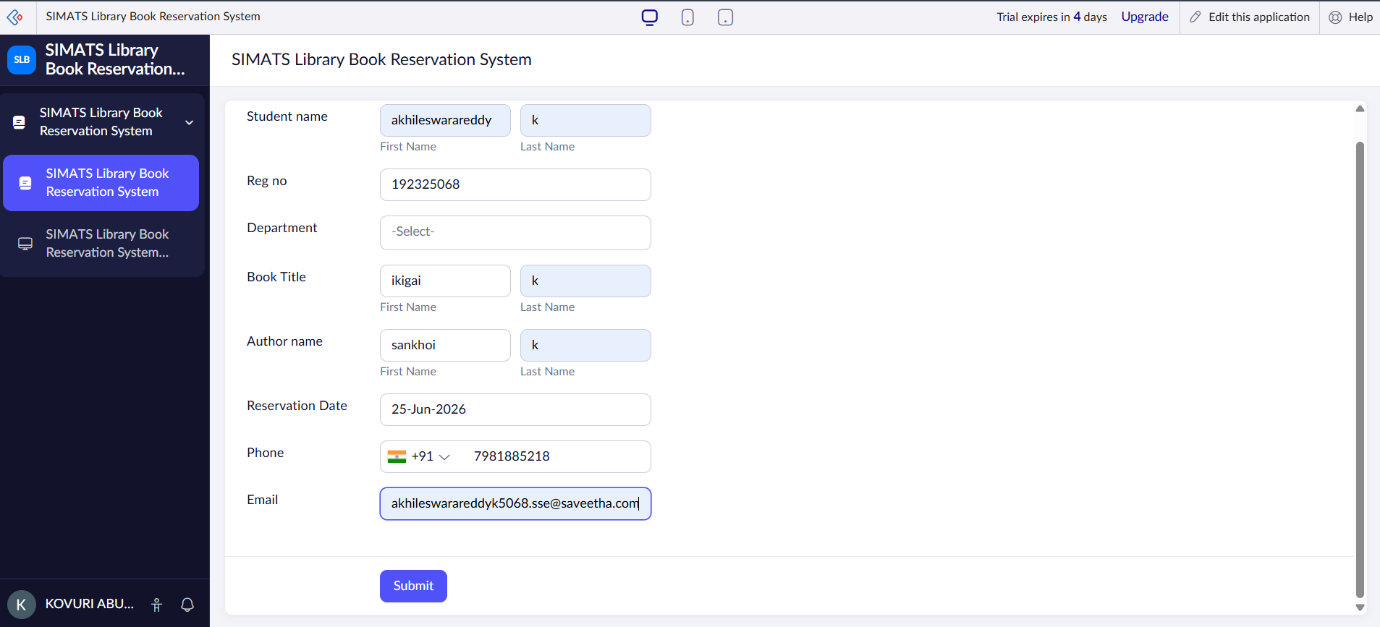 SIMATS Library Book Reservation System
Trial expires in 4 days Upgrade Edit this application Help
SLB
SIMATS Library
Book Reservation...
SIMATS Library Book
Reservation System
SIMATS Library Book
Reservation System
SIMATS Library Book
Reservation System...
K KOVURI ABU...
SIMATS Library Book Reservation System
Student name akhileswarareddy k
First Name Last Name
Reg no 192325068
Department -Select-
Book Title ikigai k
First Name Last Name
Author name sankhoi k
First Name Last Name
Reservation Date 25-Jun-2026
Phone +91 7981885218
Email akhileswarareddyk5068.sse@saveetha.com
Submit